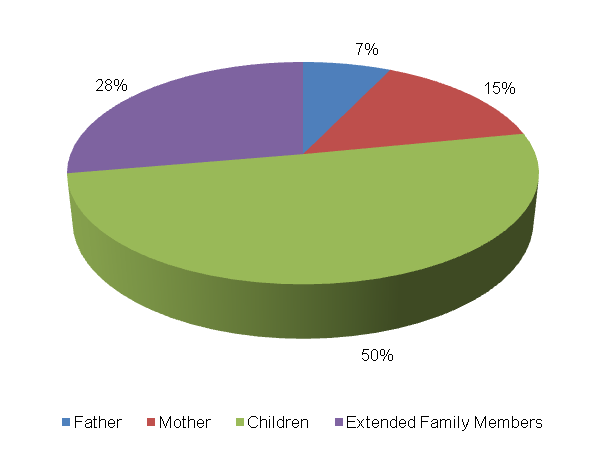 7%
15%
28%
50%
Father Mother Children Extended Family Members